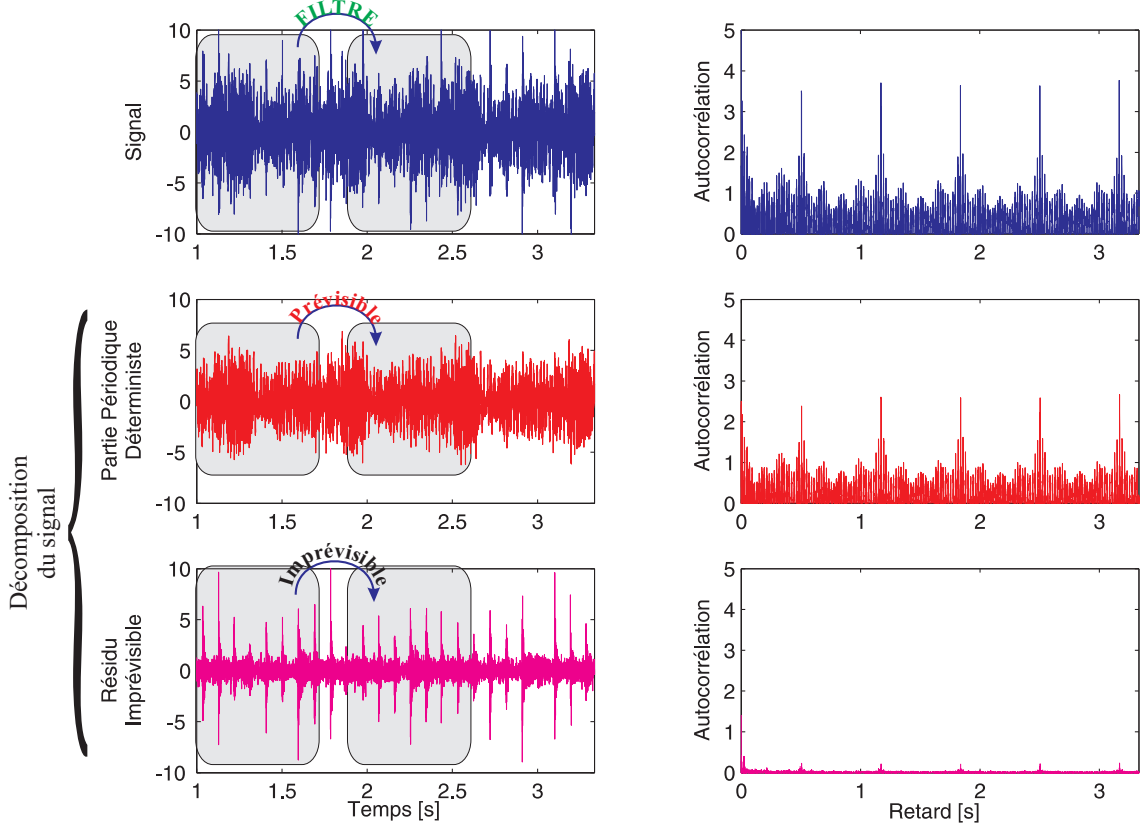 FILTRE
10
5
0
-5
-10
Signal
1 1.5 2 2.5 3
5
4
3
2
1
0
Autocorrélation
0 1 2 3
Décomposition
du signal
Prévisible
10
5
0
-5
-10
Partie Périodique
Déterministe
1 1.5 2 2.5 3
5
4
3
2
1
0
Autocorrélation
0 1 2 3
Imprévisible
10
5
0
-5
-10
Résidu
Imprévisible
1 1.5 2 2.5 3
Temps [s]
5
4
3
2
1
0
Autocorrélation
0 1 2 3
Retard [s]